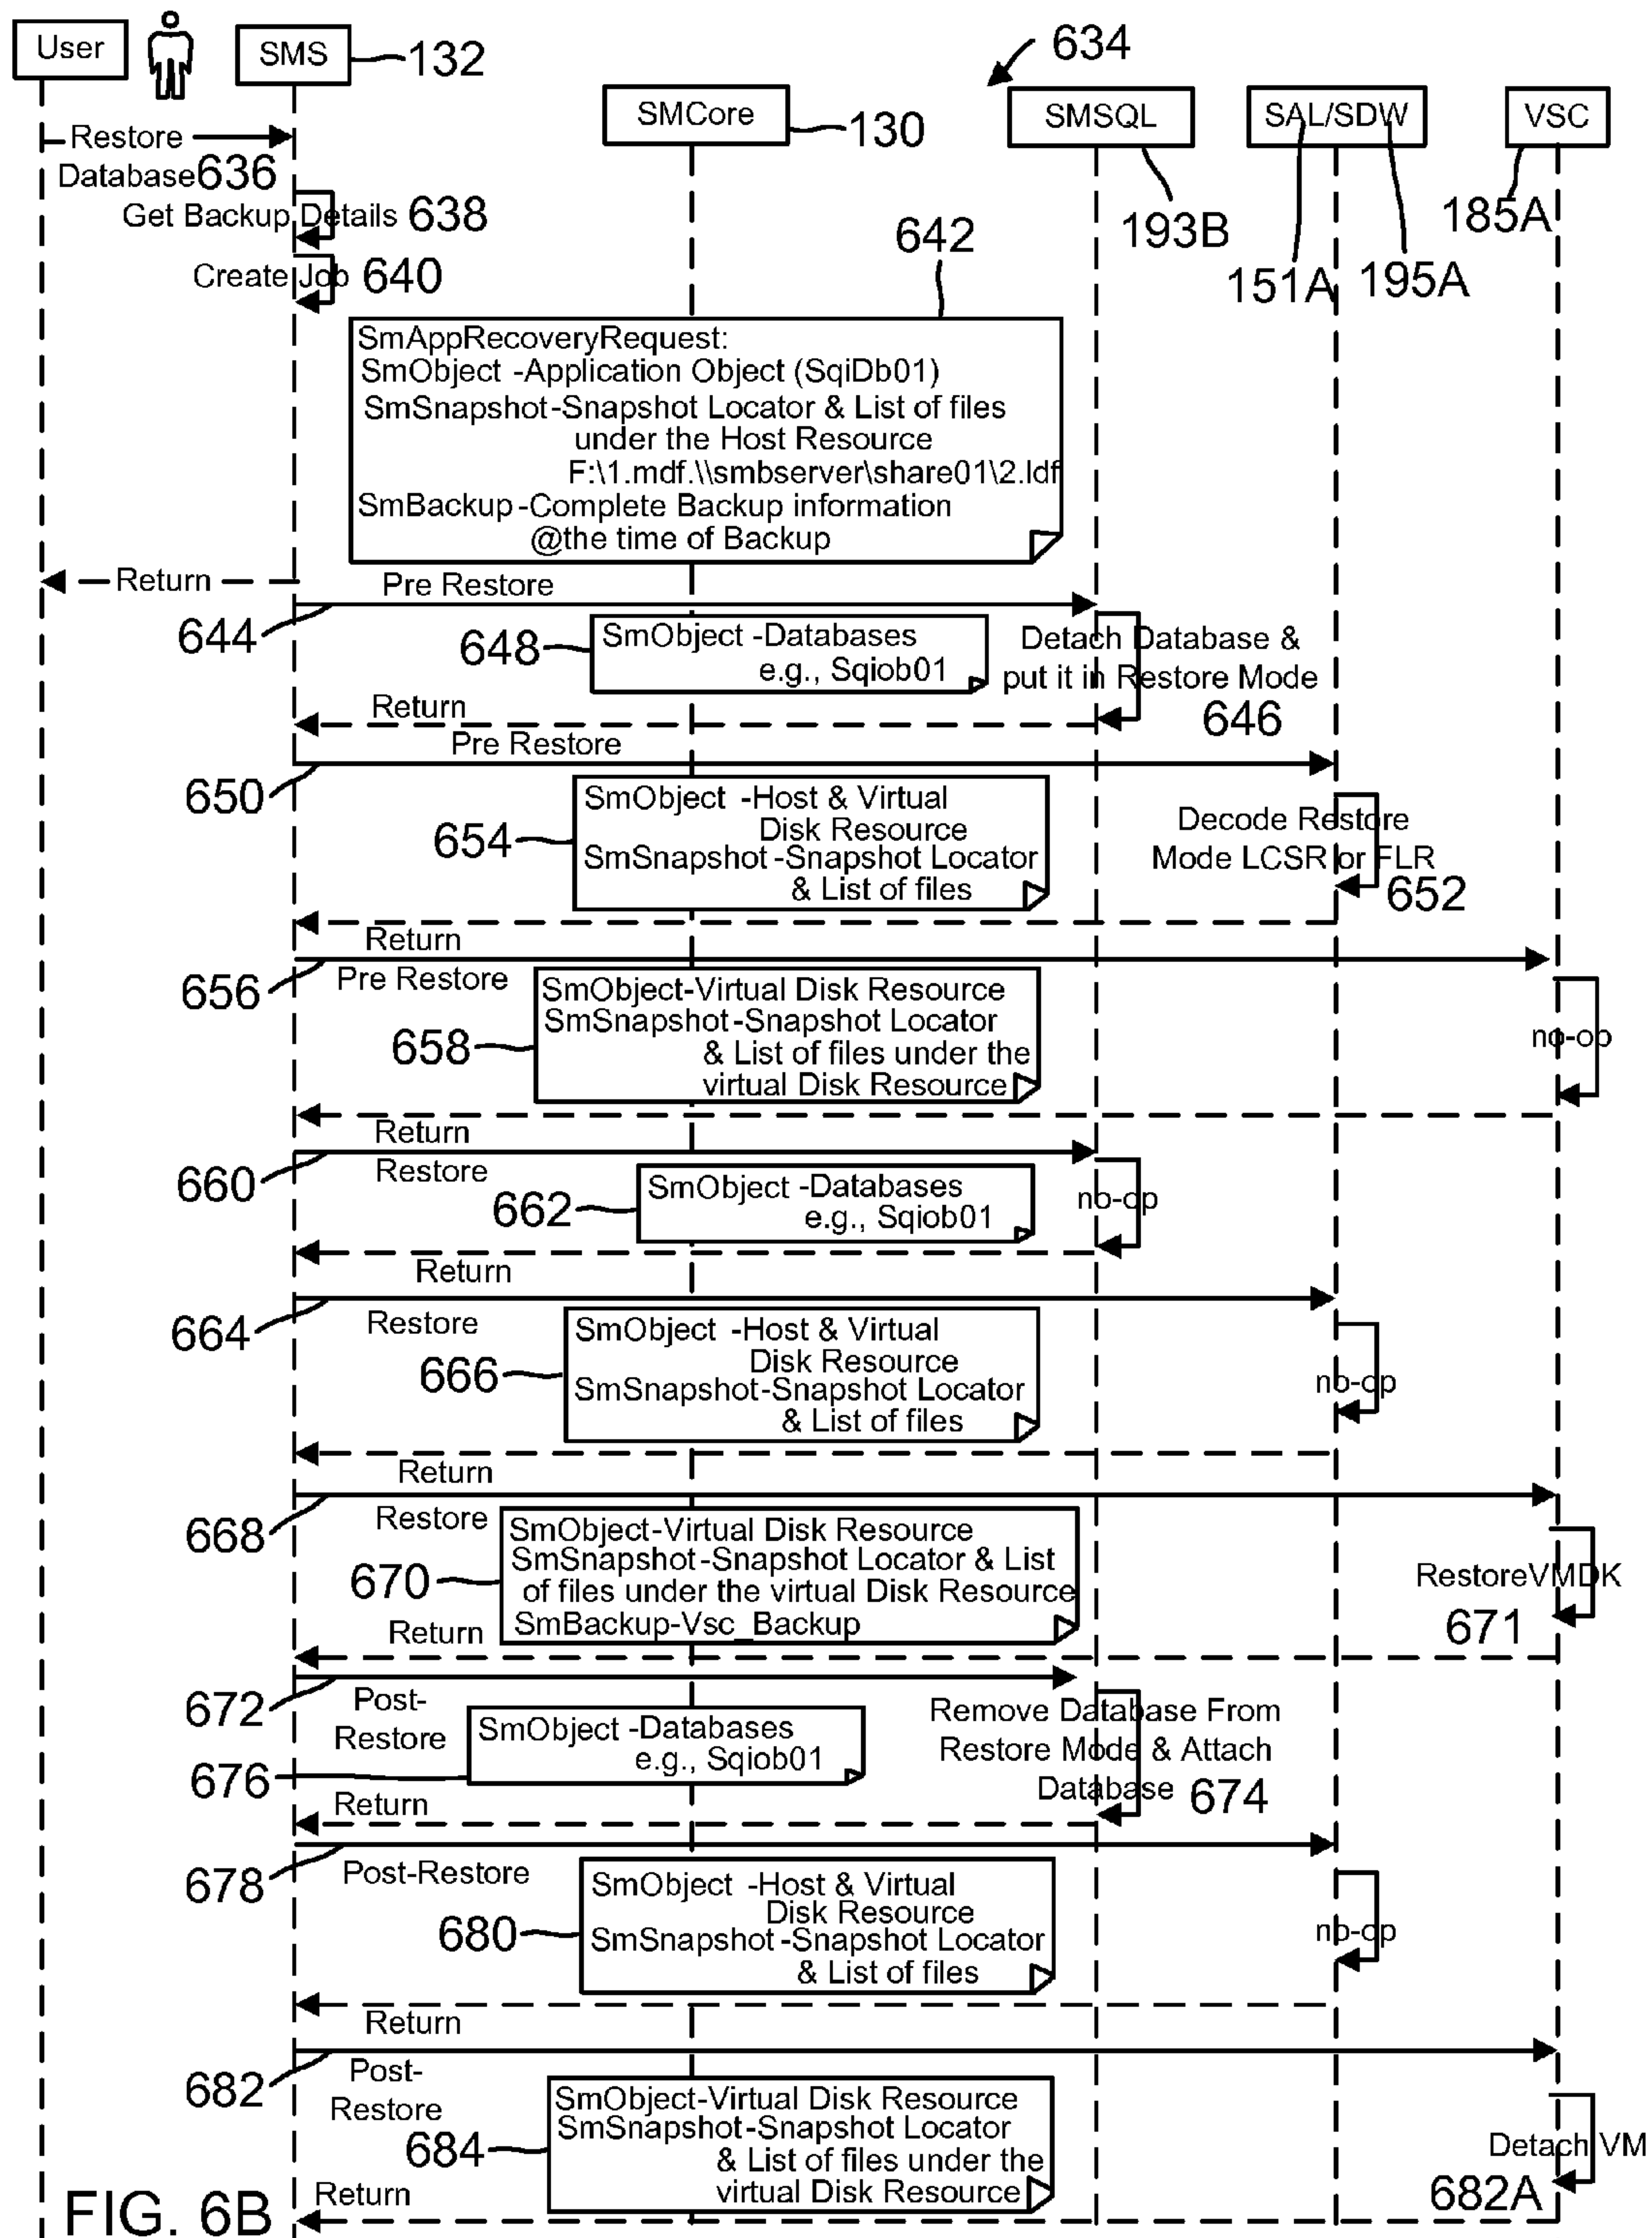 User
SMS
132
634
SMCore
130
SMSQL
SAL/SDW
VSC
Restore
Database 636
193B
185A
151A
195A
Get Backup Details 638
Create Job 640
642
SmAppRecoveryRequest:
SmObject -Application Object (SqiDb01)
SmSnapshot-Snapshot Locator & List of files
under the Host Resource
F:\1.mdf.\\smbserver\share01\2.ldf
SmBackup-Complete Backup information
@the time of Backup
Return
Pre Restore
644
648
SmObject -Databases
e.g., Sqiob01
Detach Database &
put it in Restore Mode
646
Return
Pre Restore
650
654
SmObject -Host & Virtual
Disk Resource
SmSnapshot-Snapshot Locator
& List of files
Decode Restore
Mode LCSR or FLR
652
Return
656
Pre Restore
658
SmObject-Virtual Disk Resource
SmSnapshot-Snapshot Locator
& List of files under the
virtual Disk Resource
no-op
Return
660
Restore
662
SmObject -Databases
e.g., Sqiob01
no-op
Return
664
Restore
666
SmObject -Host & Virtual
Disk Resource
SmSnapshot-Snapshot Locator
& List of files
no-op
Return
668
Restore
670
SmObject-Virtual Disk Resource
SmSnapshot-Snapshot Locator & List
of files under the virtual Disk Resource
SmBackup-Vsc_Backup
RestoreVMDK
671
Return
672
Post-
Restore
676
SmObject -Databases
e.g., Sqiob01
Remove Database From
Restore Mode & Attach
Database 674
Return
678
Post-Restore
680
SmObject -Host & Virtual
Disk Resource
SmSnapshot-Snapshot Locator
& List of files
no-op
Return
682
Post-
Restore
684
SmObject-Virtual Disk Resource
SmSnapshot-Snapshot Locator
& List of files under the
virtual Disk Resource
Detach VM
682A
Return
FIG. 6B